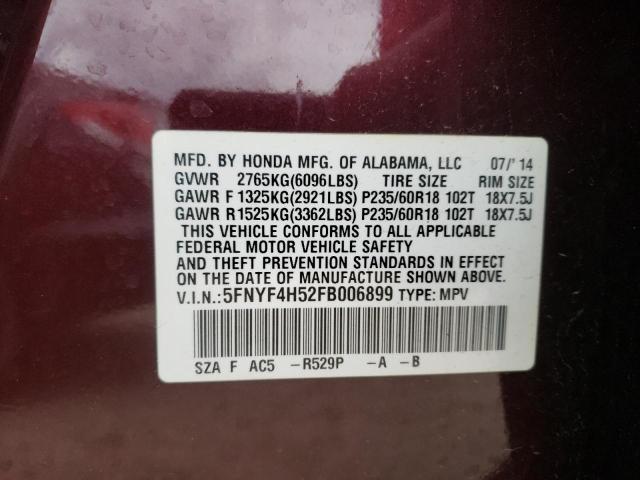 MFD. BY HONDA MFG. OF ALABAMA, LLC 07/'14
GVWR 2765KG(6096LBS) TIRE SIZE RIM SIZE
GAWR F 1325KG(2921LBS) P235/60R18 102T 18X7.5J
GAWR R 1525KG(3362LBS) P235/60R18 102T 18X7.5J
THIS VEHICLE CONFORMS TO ALL APPLICABLE
FEDERAL MOTOR VEHICLE SAFETY
AND THEFT PREVENTION STANDARDS IN EFFECT
ON THE DATE OF MANUFACTURE SHOWN ABOVE.
V.I.N.:5FNYF4H52FB006899 TYPE: MPV
SZA F AC5 –R529P –A –B